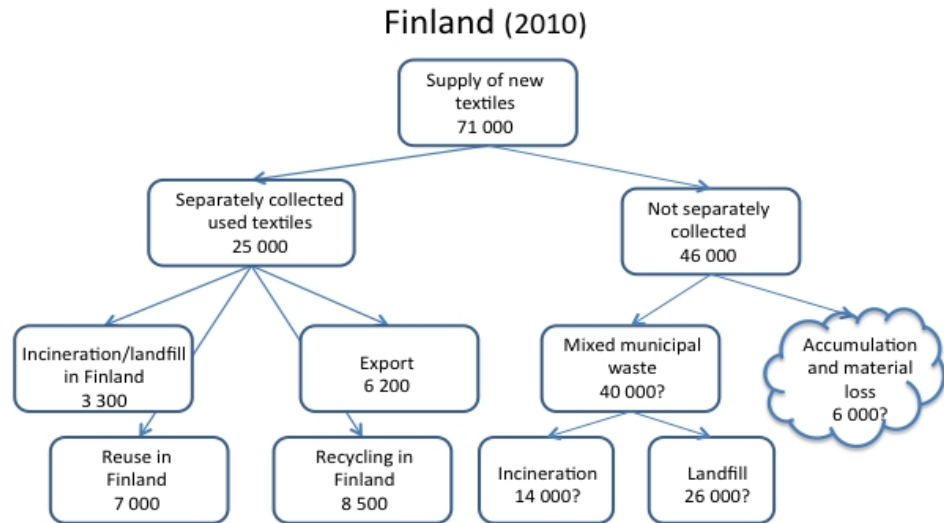 Finland (2010)
Supply of new
textiles
71 000
Separately collected
used textiles
25 000
Not separately
collected
46 000
Incineration/landfill
in Finland
3 300
Export
6 200
Mixed municipal
waste
40 000?
Accumulation
and material
loss
6 000?
Reuse in
Finland
7 000
Recycling in
Finland
8 500
Incineration
14 000?
Landfill
26 000?